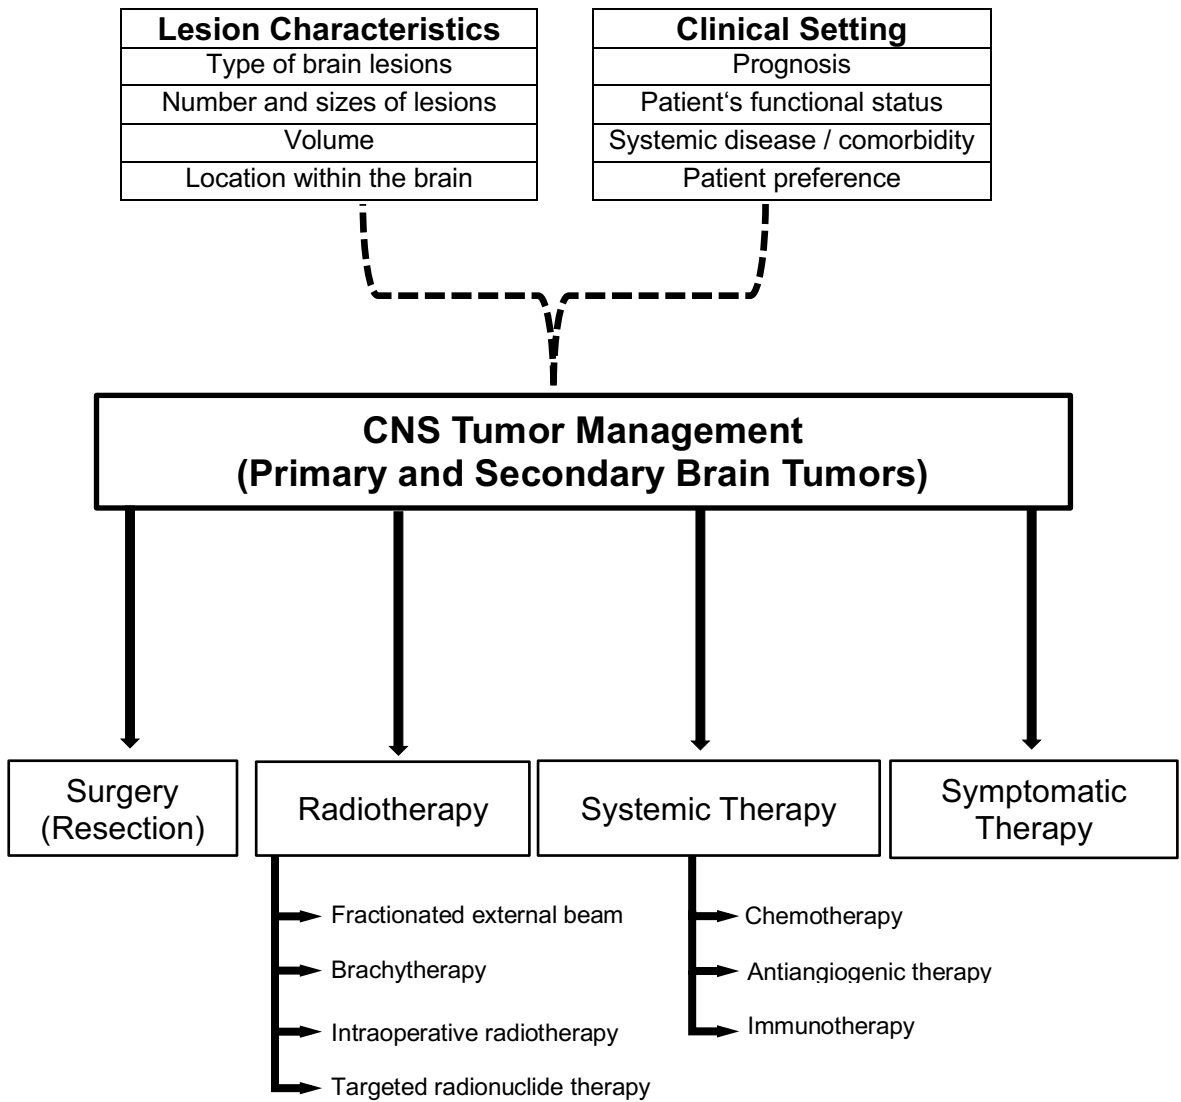 Lesion Characteristics
Type of brain lesions
Number and sizes of lesions
Volume
Location within the brain
Clinical Setting
Prognosis
Patient‘s functional status
Systemic disease / comorbidity
Patient preference
CNS Tumor Management
(Primary and Secondary Brain Tumors)
Surgery
(Resection)
Radiotherapy
Systemic Therapy
Symptomatic
Therapy
Fractionated external beam
Brachytherapy
Intraoperative radiotherapy
Targeted radionuclide therapy
Chemotherapy
Antiangiogenic therapy
Immunotherapy